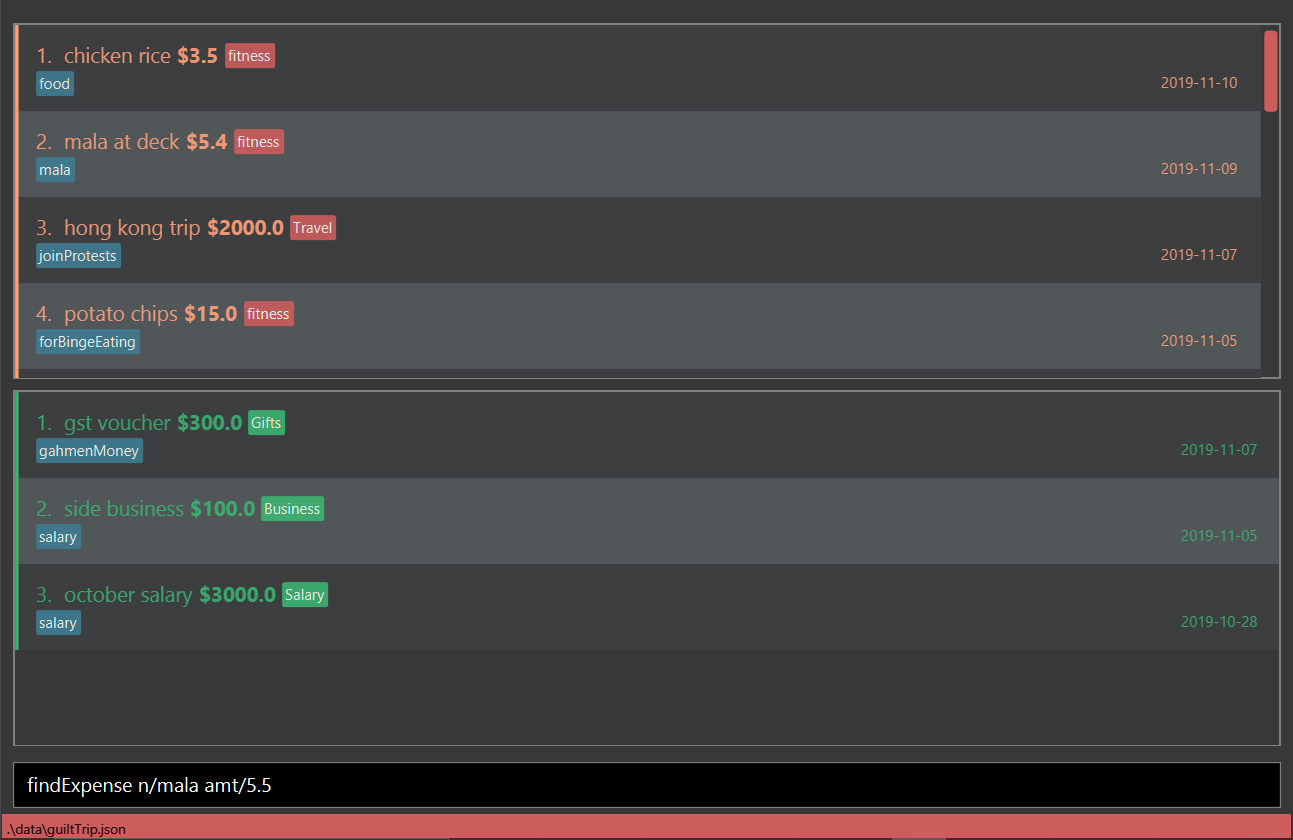 1. chicken rice $3.5 fitness
food
2019-11-10
2. mala at deck $5.4 fitness
mala
2019-11-09
3. hong kong trip $2000.0 Travel
joinProtests
2019-11-07
4. potato chips $15.0 fitness
forBingeEating
2019-11-05
1. gst voucher $300.0 Gifts
gahmenMoney
2019-11-07
2. side business $100.0 Business
salary
2019-11-05
3. october salary $3000.0 Salary
salary
2019-10-28
findExpense n/mala amt/5.5
.\data\guiltTrip.json